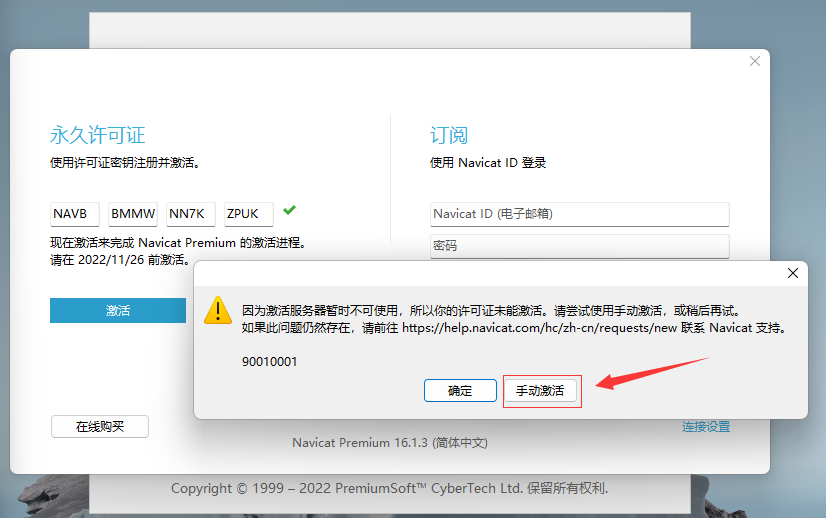 永久许可证
使用许可证密钥注册并激活。
NAVB BMMW NN7K ZPUK
现在激活来完成 Navicat Premium 的激活进程。
请在 2022/11/26 前激活。
激活
在线购买
订阅
使用 Navicat ID 登录
Navicat ID (电子邮箱)
密码
因为激活服务器暂时不可使用，所以你的许可证未能激活。请尝试使用手动激活，或稍后再试。
如果此问题仍然存在，请前往 https://help.navicat.com/hc/zh-cn/requests/new 联系 Navicat 支持。
90010001
确定
手动激活
连接设置
Navicat Premium 16.1.3 (简体中文)
Copyright © 1999 – 2022 PremiumSoft™ CyberTech Ltd. 保留所有权利.